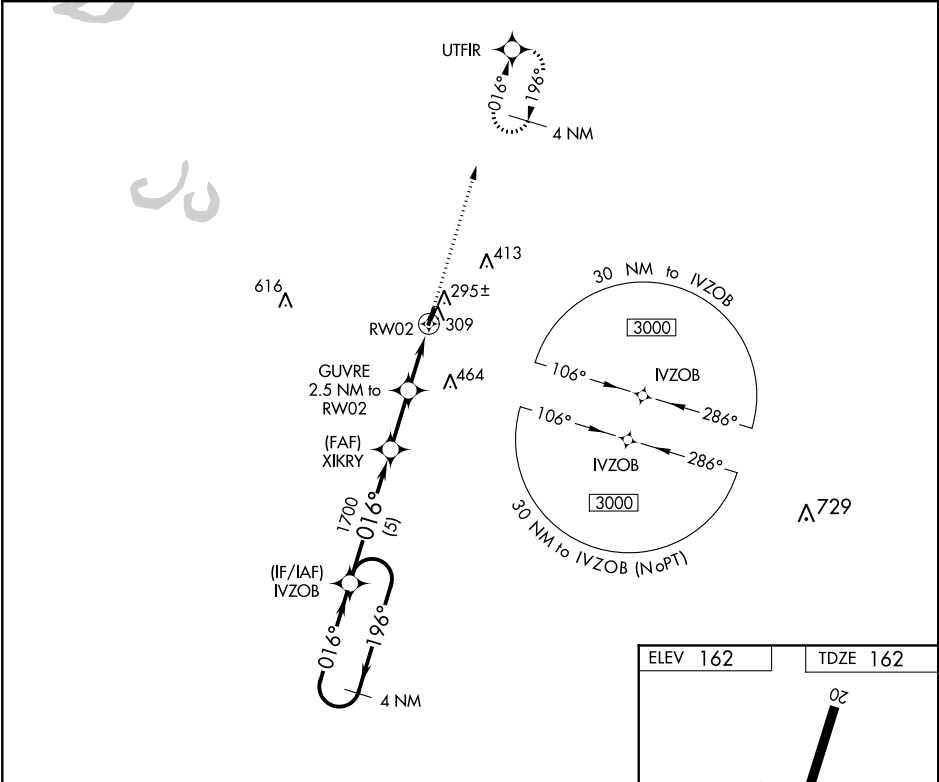 UTFIR
016°
196°
4 NM
413
616
295±
RW02
309
GUVRE
2.5 NM to
RW02
464
(FAF)
XIKRY
1700
016°
(5)
(IF/IAF)
IVZOB
016°
196°
4 NM
30 NM to IVZOB
3000
106°
IVZOB
286°
106°
IVZOB
286°
3000
30 NM to IVZOB (NoPT)
729
ELEV 162
TDZE 162
20